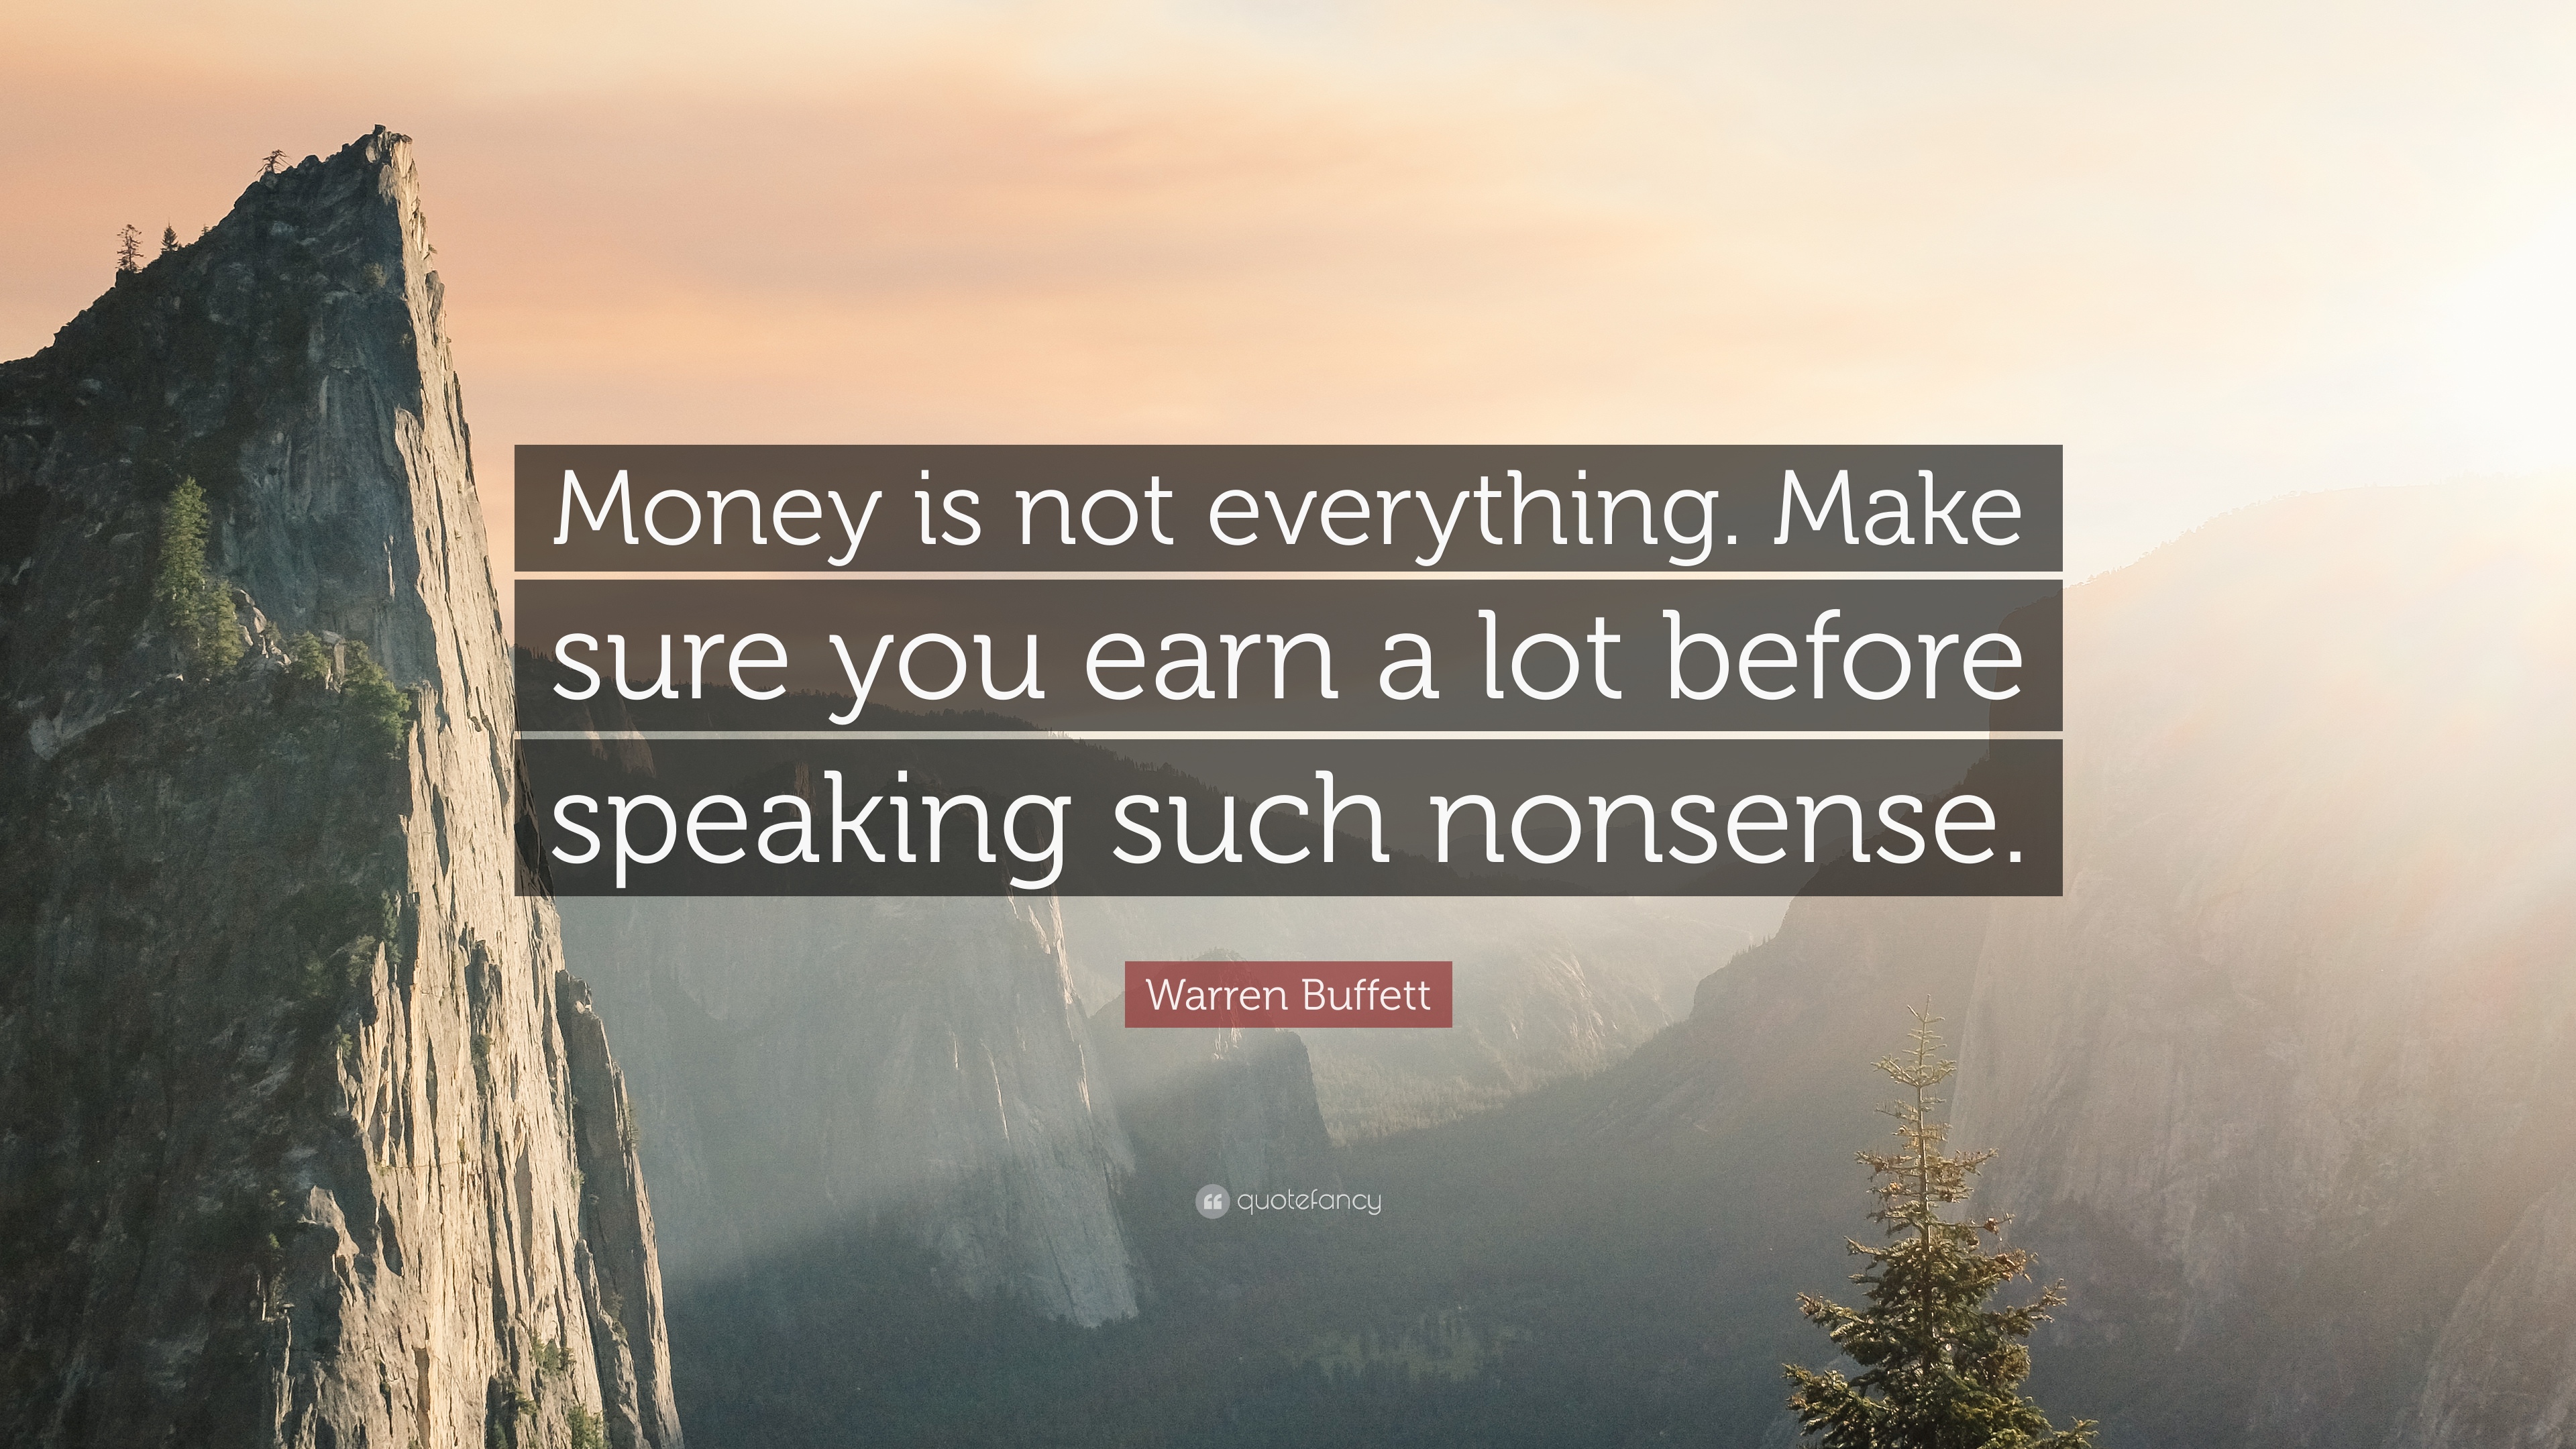 Money is not everything. Make
sure you earn a lot before
speaking such nonsense.
Warren Buffett
quotefancy